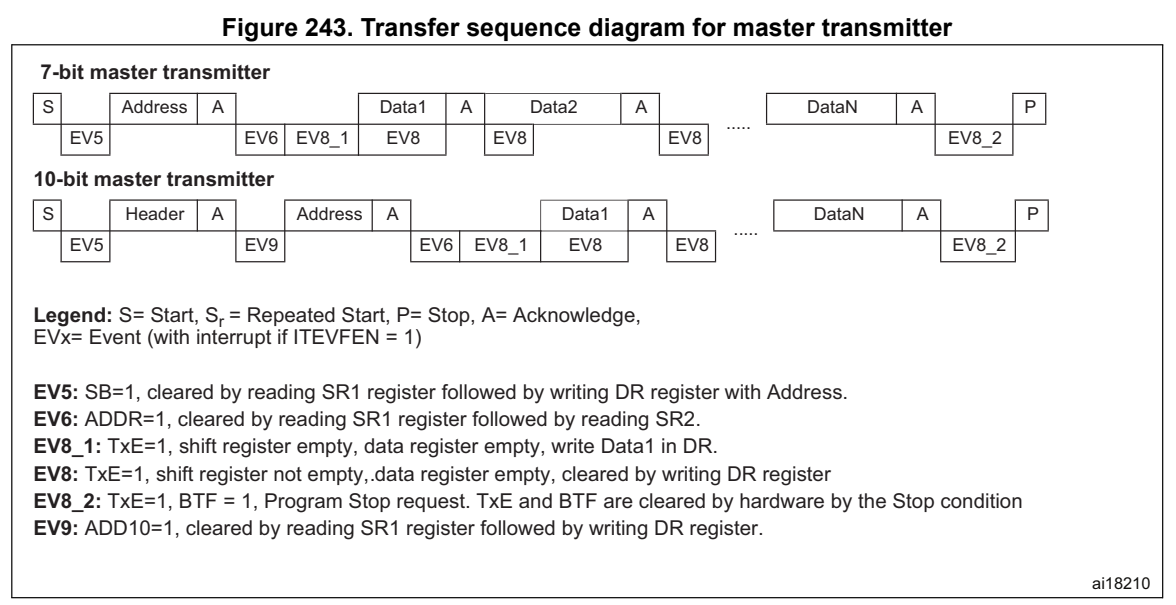 Figure 243. Transfer sequence diagram for master transmitter
7-bit master transmitter
S Address A Data1 A Data2 A DataN A P
EV5 EV6 EV8_1 EV8 EV8 EV8 ..... EV8_2
10-bit master transmitter
S Header A Address A Data1 A DataN A P
EV5 EV9 EV6 EV8_1 EV8 EV8 ..... EV8_2
Legend: S= Start, Sr = Repeated Start, P= Stop, A= Acknowledge,
EVx= Event (with interrupt if ITEVFEN = 1)
EV5: SB=1, cleared by reading SR1 register followed by writing DR register with Address.
EV6: ADDR=1, cleared by reading SR1 register followed by reading SR2.
EV8_1: TxE=1, shift register empty, data register empty, write Data1 in DR.
EV8: TxE=1, shift register not empty,.data register empty, cleared by writing DR register
EV8_2: TxE=1, BTF = 1, Program Stop request. TxE and BTF are cleared by hardware by the Stop condition
EV9: ADD10=1, cleared by reading SR1 register followed by writing DR register.
ai18210